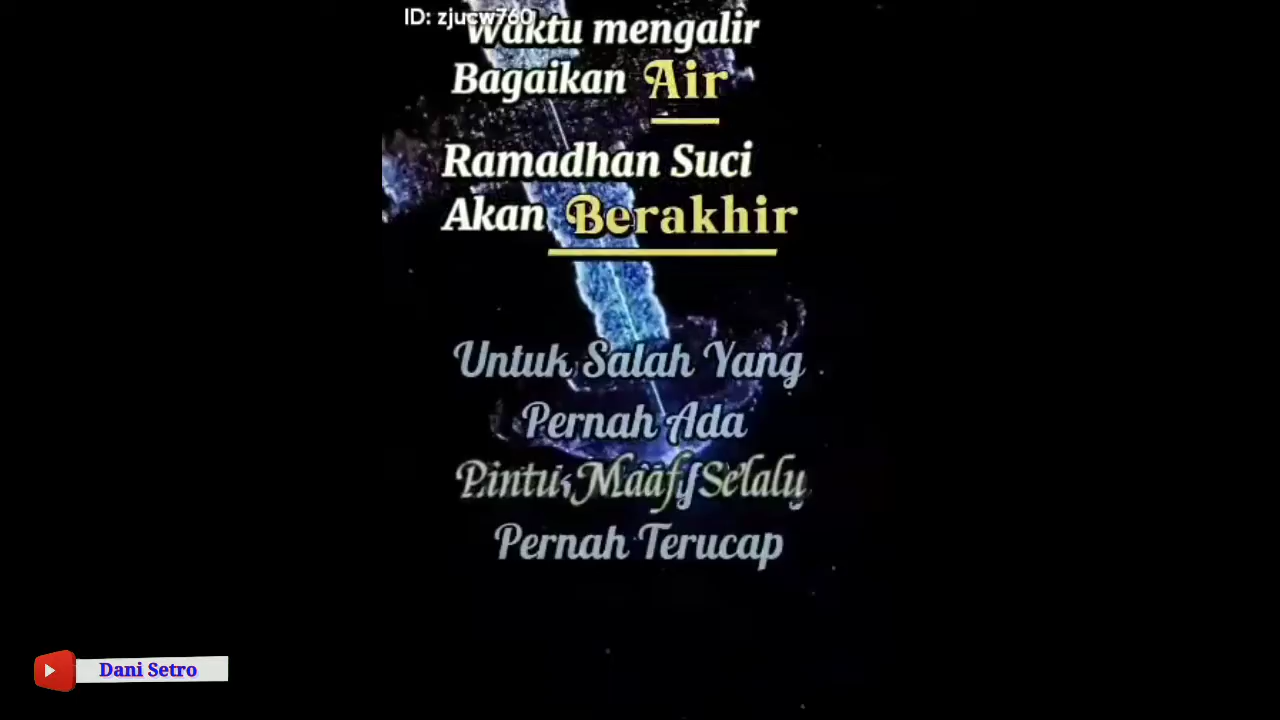 ID: zjucw760
Waktu mengalir
Bagaikan Air
Ramadhan Suci
Akan Berakhir
Untuk Salah Yang
Pernah Ada
Pintu Maaf Selalu
Pernah Terucap
Dani Setro